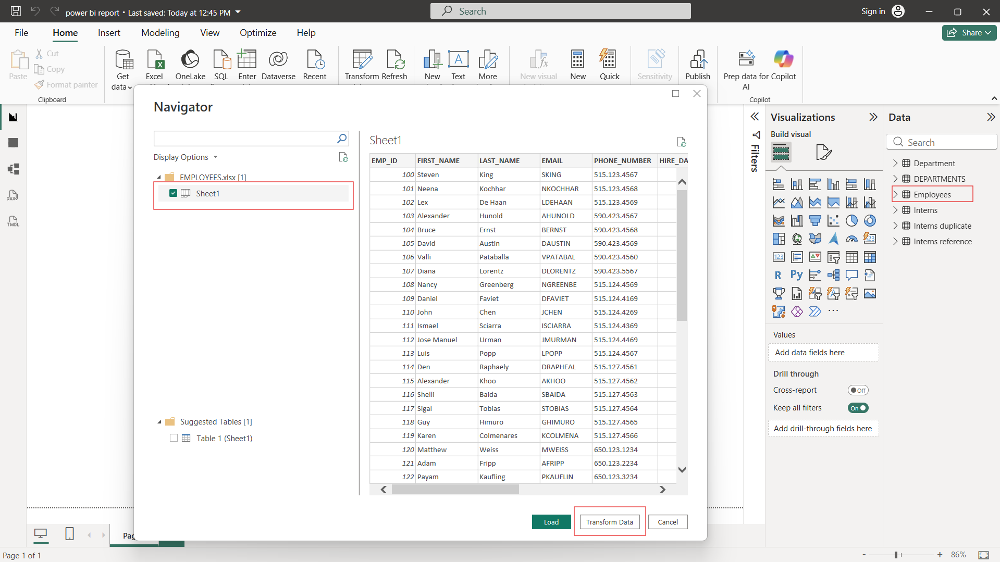 power bi report • Last saved: Today at 12:45 PM
Search
Sign in
File
Home
Insert
Modeling
View
Optimize
Help
Share
Paste
Cut
Copy
Format painter
Clipboard
Get
data
Excel
OneLake
SQL
Enter
Dataverse
Recent
Transform
Refresh
New
Text
More
New visual
New
Quick
Sensitivity
Publish
Prep data for
AI
Copilot
Copilot
Navigator
Display Options
EMPLOYEES.xlsx [1]
Sheet1
Suggested Tables [1]
Table 1 (Sheet1)
Sheet1
EMP_ID FIRST_NAME LAST_NAME EMAIL PHONE_NUMBER HIRE_DA
100 Steven King SKING 515.123.4567
101 Neena Kochhar NKOCHHAR 515.123.4568
102 Lex De Haan LDEHAAN 515.123.4569
103 Alexander Hunold AHUNOLD 590.423.4567
104 Bruce Ernst BERNST 590.423.4568
105 David Austin DAUSTIN 590.423.4569
106 Valli Pataballa VPATABAL 590.423.4560
107 Diana Lorentz DLORENTZ 590.423.5567
108 Nancy Greenberg NGREENBE 515.124.4569
109 Daniel Faviet DFAVIET 515.124.4169
110 John Chen JCHEN 515.124.4269
111 Ismael Sciarra ISCIARRA 515.124.4369
112 Jose Manuel Urman JMURMAN 515.124.4469
113 Luis Popp LPOPP 515.124.4567
114 Den Raphaely DRAPHEAL 515.127.4561
115 Alexander Khoo AKHOO 515.127.4562
116 Shelli Baida SBAIDA 515.127.4563
117 Sigal Tobias STOBIAS 515.127.4564
118 Guy Himuro GHIMURO 515.127.4565
119 Karen Colmenares KCOLMENA 515.127.4566
120 Matthew Weiss MWEISS 650.123.1234
121 Adam Fripp AFRIPP 650.123.2234
122 Payam Kaufling PKAUFLIN 650.123.3234
Load
Transform Data
Cancel
DAX
TMDL
Filters
Visualizations
Build visual
123
123
R
Py
Values
Add data fields here
Drill through
Cross-report
Off
Keep all filters
On
Add drill-through fields here
Data
Search
Department
DEPARTMENTS
Employees
Interns
Interns duplicate
Interns reference
Pag
Page 1 of 1
- + 86%